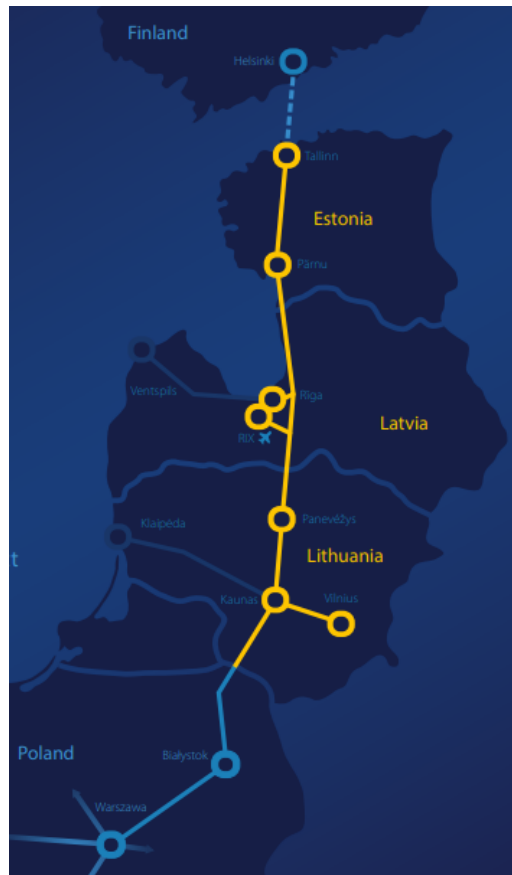 Finland
Helsinki
Tallinn
Estonia
Pärnu
Ventspils
Rīga
Latvia
RIX
Klaipėda
Panevėžys
t
Lithuania
Kaunas
Vilnius
Poland
Białystok
Warszawa